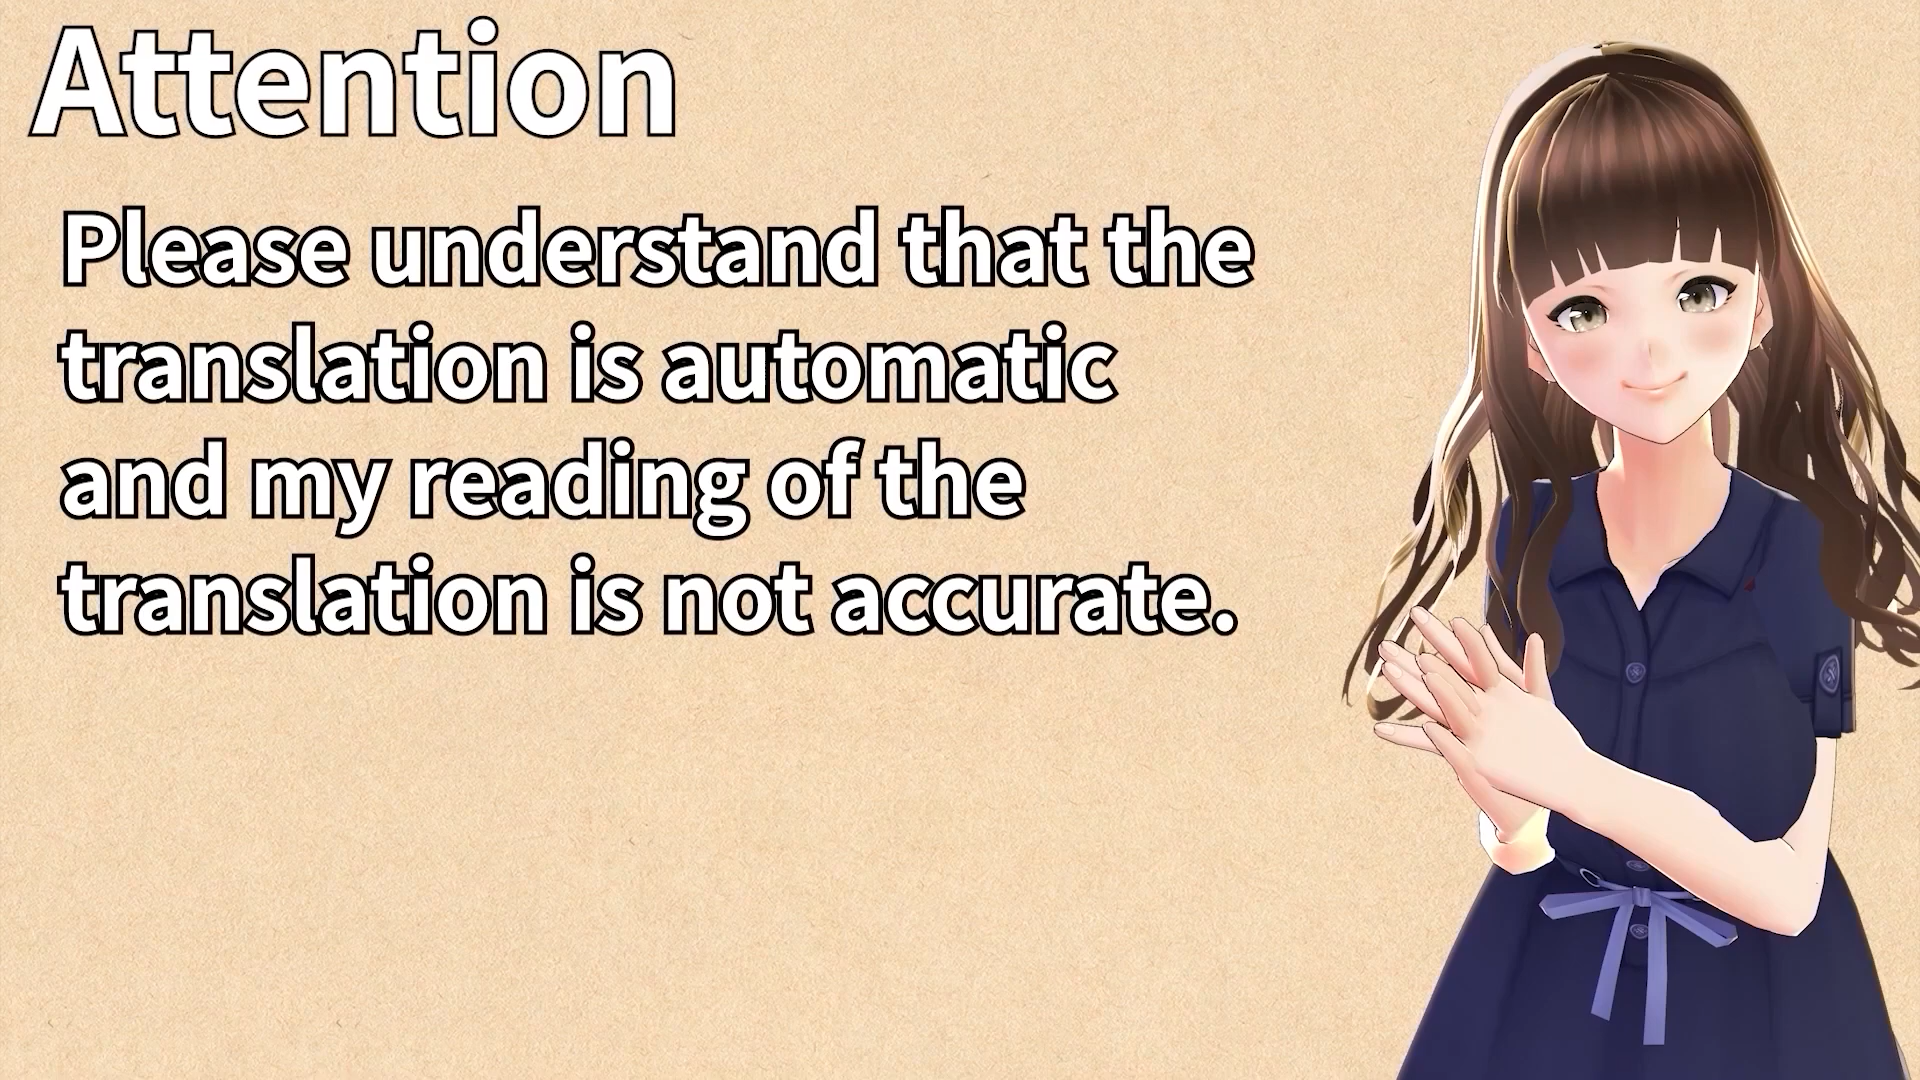 Attention
Please understand that the
translation is automatic
and my reading of the
translation is not accurate.